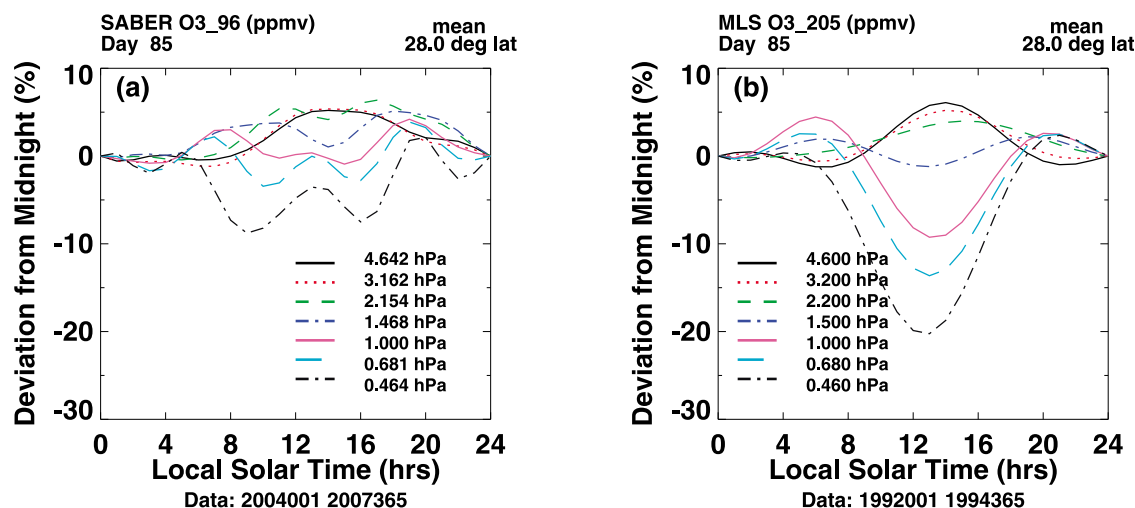 SABER O3_96 (ppmv)
mean
Day 85
28.0 deg lat
(a)
Deviation from Midnight (%)
10
0
-10
-20
-30
4.642 hPa
3.162 hPa
2.154 hPa
1.468 hPa
1.000 hPa
0.681 hPa
0.464 hPa
0 4 8 12 16 20 24
Local Solar Time (hrs)
Data: 2004001 2007365
MLS O3_205 (ppmv)
mean
Day 85
28.0 deg lat
(b)
Deviation from Midnight (%)
10
0
-10
-20
-30
4.600 hPa
3.200 hPa
2.200 hPa
1.500 hPa
1.000 hPa
0.680 hPa
0.460 hPa
0 4 8 12 16 20 24
Local Solar Time (hrs)
Data: 1992001 1994365